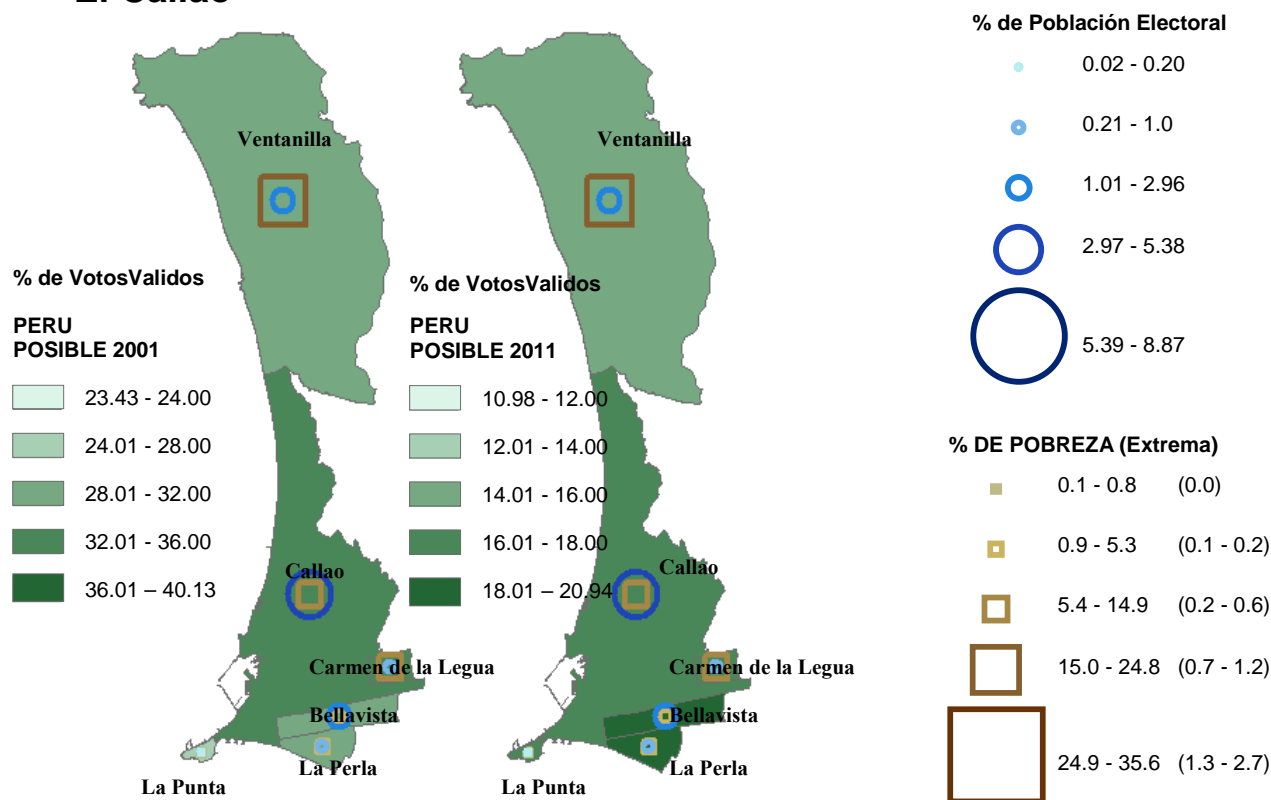 El Callao
Ventanilla
Ventanilla
% de VotosValidos
PERU
POSIBLE 2001
23.43 - 24.00
24.01 - 28.00
28.01 - 32.00
32.01 - 36.00
36.01 – 40.13
% de VotosValidos
PERU
POSIBLE 2011
10.98 - 12.00
12.01 - 14.00
14.01 - 16.00
16.01 - 18.00
18.01 – 20.94
Callao
Carmen de la Legua
Bellavista
La Perla
La Punta
Callao
Carmen de la Legua
Bellavista
La Perla
La Punta
% de Población Electoral
0.02 - 0.20
0.21 - 1.0
1.01 - 2.96
2.97 - 5.38
5.39 - 8.87
% DE POBREZA (Extrema)
0.1 - 0.8 (0.0)
0.9 - 5.3 (0.1 - 0.2)
5.4 - 14.9 (0.2 - 0.6)
15.0 - 24.8 (0.7 - 1.2)
24.9 - 35.6 (1.3 - 2.7)